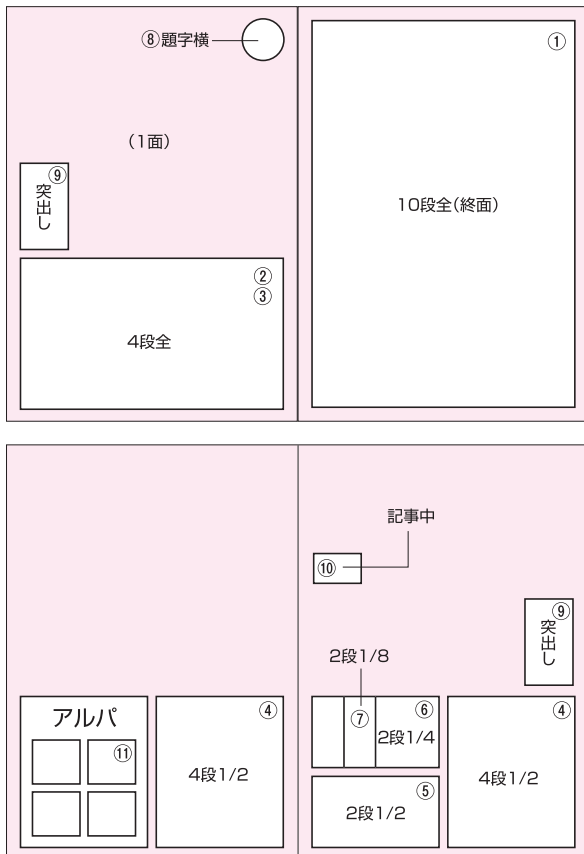 ⑧題字横
①
(1面)
⑨
突出し
10段全(終面)
②
③
4段全
記事中
⑩
⑨
突出し
2段1/8
アルパ
⑪
④
4段1/2
⑦
⑥
2段1/4
④
4段1/2
⑤
2段1/2